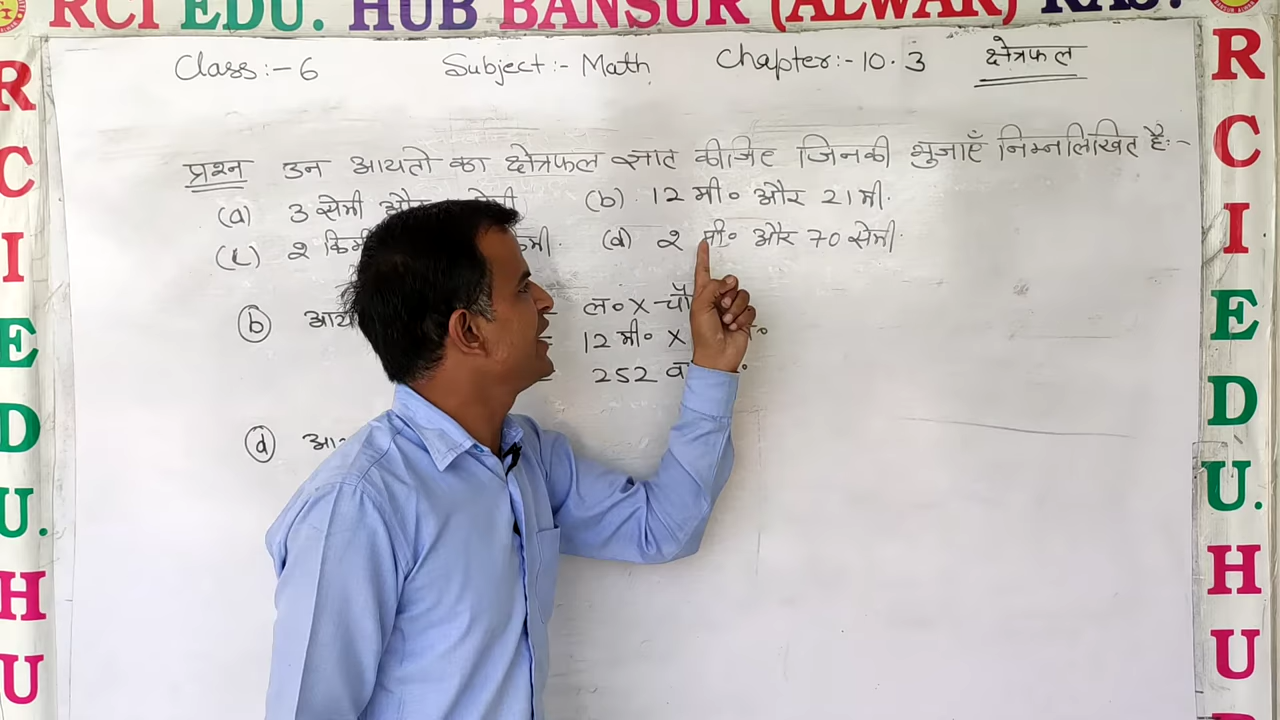 RCI EDU. HUB BANSUR (ALWAR) RAJ.
Class:- 6 Subject:- Math Chapter:- 10.3 क्षेत्रफल
प्रश्न उन आयतो का क्षेत्रफल ज्ञात कीजिए जिनकी भुजाएँ निम्नलिखित है:-
(a) 3 सेमी और (b) 12 मी० और 21 मी.
(c) 2 (d) 2 मी० और 70 सेमी.
(b) = ल० X चौ
= 12 मी० X
= 252
(d)
R C I E D U. H U
R C I E D U. H U